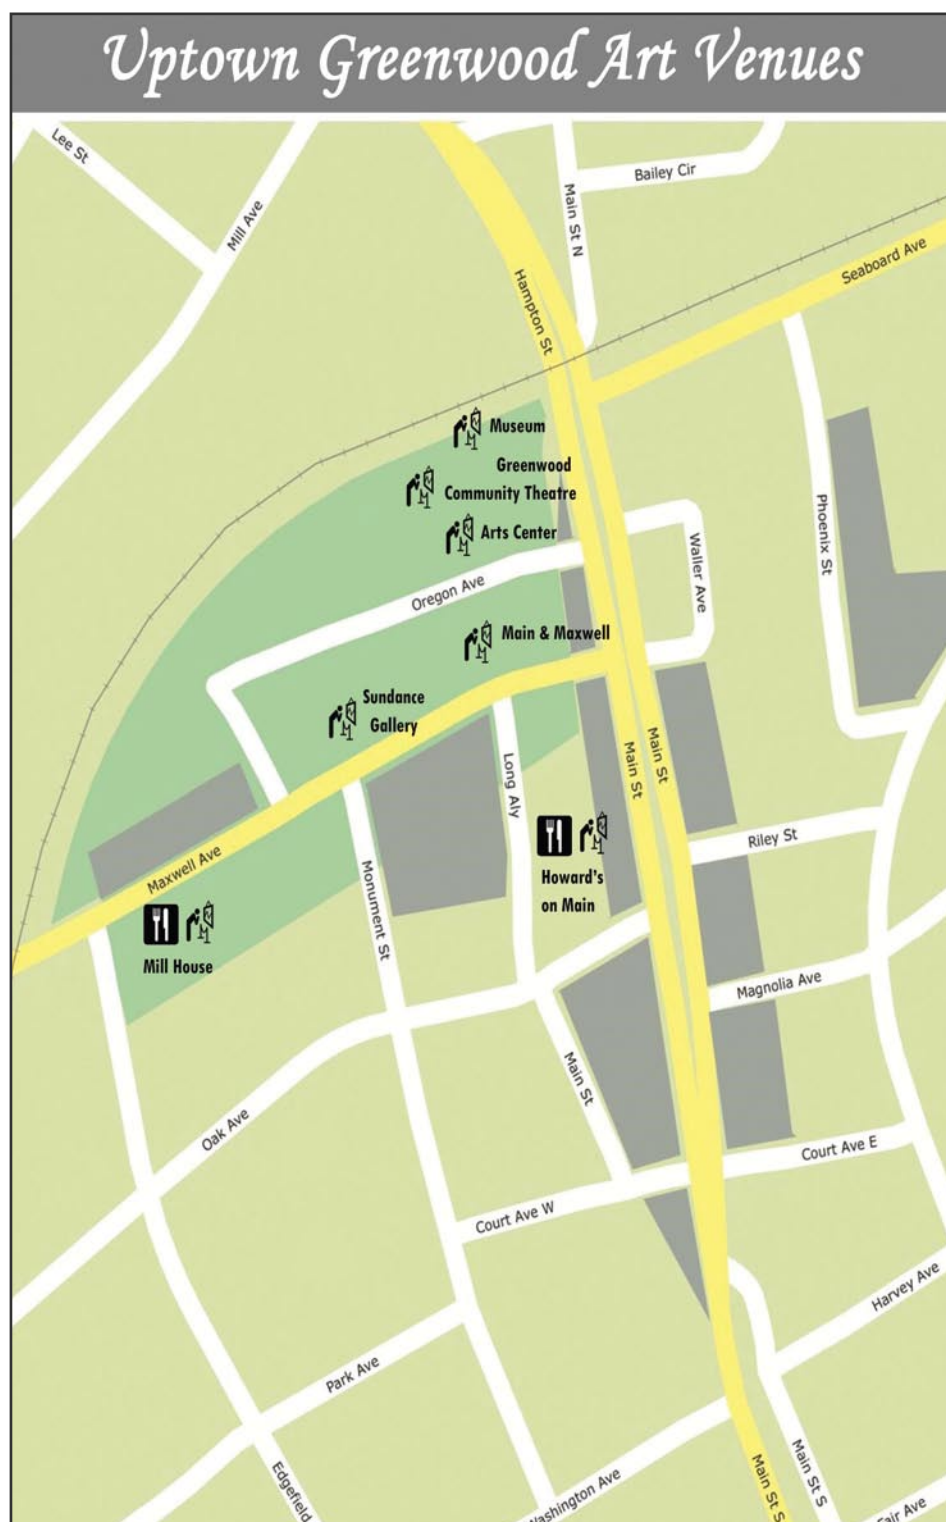 Uptown Greenwood Art Venues
Lee St
Mill Ave
Bailey Cir
Main St N
Seaboard Ave
Hampton St
Museum
Greenwood
Community Theatre
Arts Center
Phoenix St
Waller Ave
Oregon Ave
Main & Maxwell
Sundance
Gallery
Main St
Main St
Long Aly
Riley St
Maxwell Ave
Howard's
on Main
Monument St
Mill House
Magnolia Ave
Main St
Oak Ave
Court Ave E
Court Ave W
Harvey Ave
Park Ave
Edgefield
Washington Ave
Main St S
Main St S
Fair Ave